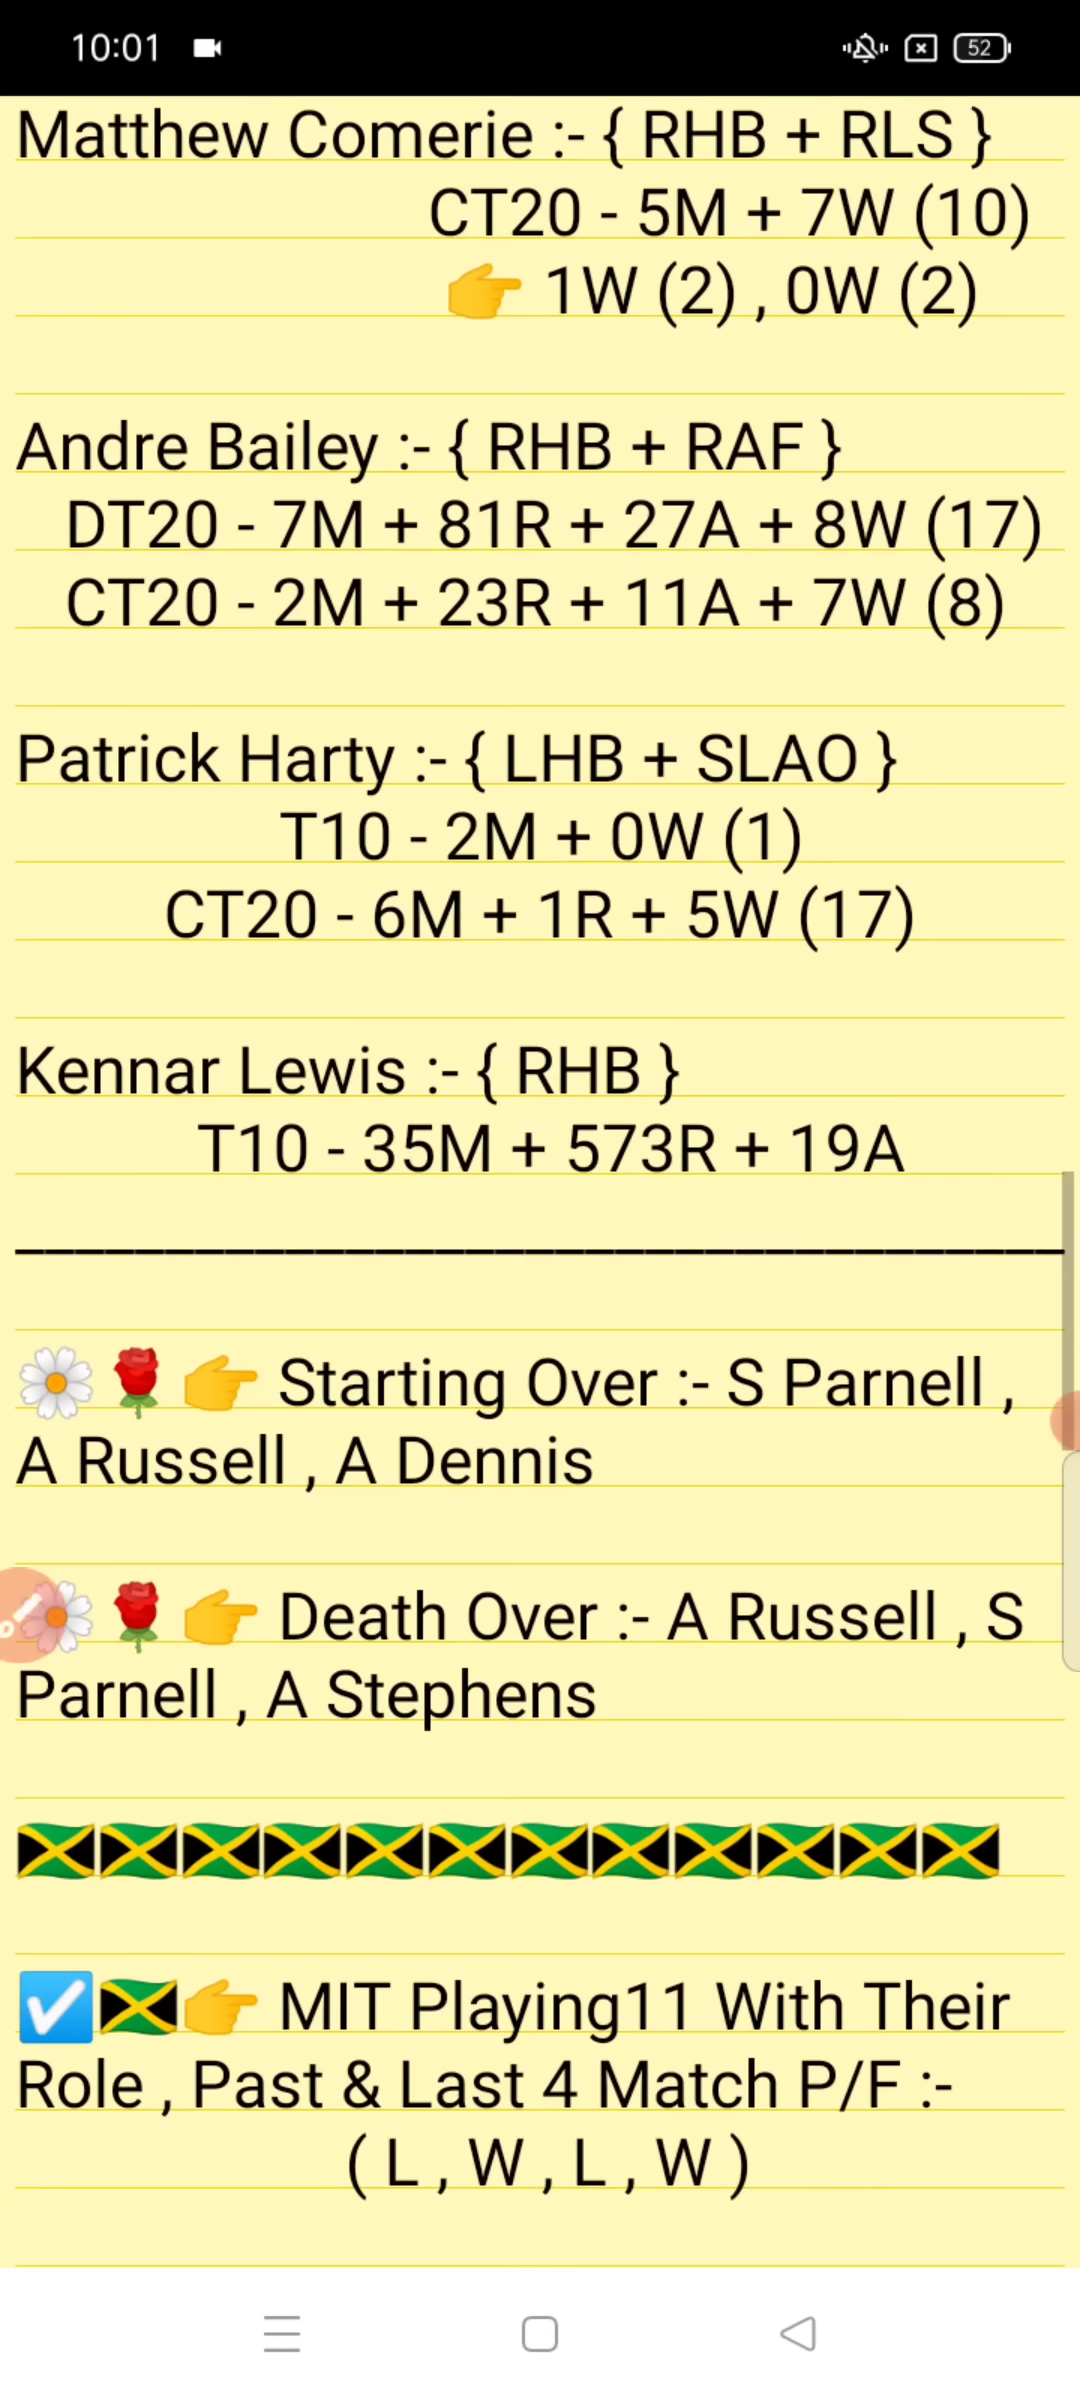 10:01
52
Matthew Comerie :- { RHB + RLS }
CT20 - 5M + 7W (10)
👉 1W (2) , 0W (2)
Andre Bailey :- { RHB + RAF }
DT20 - 7M + 81R + 27A + 8W (17)
CT20 - 2M + 23R + 11A + 7W (8)
Patrick Harty :- { LHB + SLAO }
T10 - 2M + 0W (1)
CT20 - 6M + 1R + 5W (17)
Kennar Lewis :- { RHB }
T10 - 35M + 573R + 19A
🌼🌹👉 Starting Over :- S Parnell ,
A Russell , A Dennis
🌼🌹👉 Death Over :- A Russell , S
Parnell , A Stephens
🇯🇲🇯🇲🇯🇲🇯🇲🇯🇲🇯🇲🇯🇲🇯🇲🇯🇲🇯🇲🇯🇲🇯🇲
☑️🇯🇲👉 MIT Playing11 With Their
Role , Past & Last 4 Match P/F :-
( L , W , L , W )